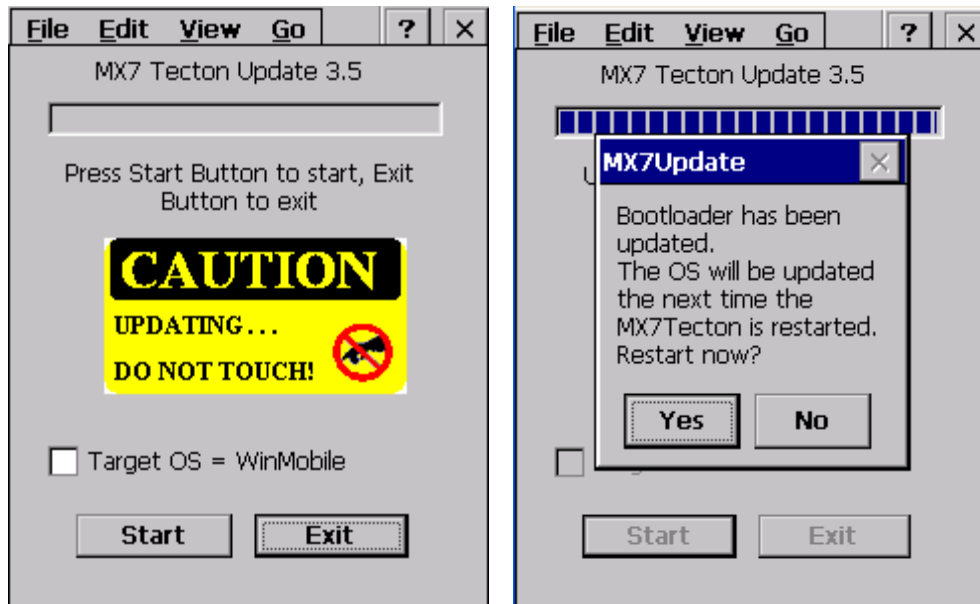 File Edit View Go ? ×
MX7 Tecton Update 3.5
Press Start Button to start, Exit
Button to exit
CAUTION
UPDATING...
DO NOT TOUCH!
Target OS = WinMobile
Start Exit
File Edit View Go ? ×
MX7 Tecton Update 3.5
MX7Update ×
Bootloader has been
updated.
The OS will be updated
the next time the
MX7Tecton is restarted.
Restart now?
Yes No
Start Exit